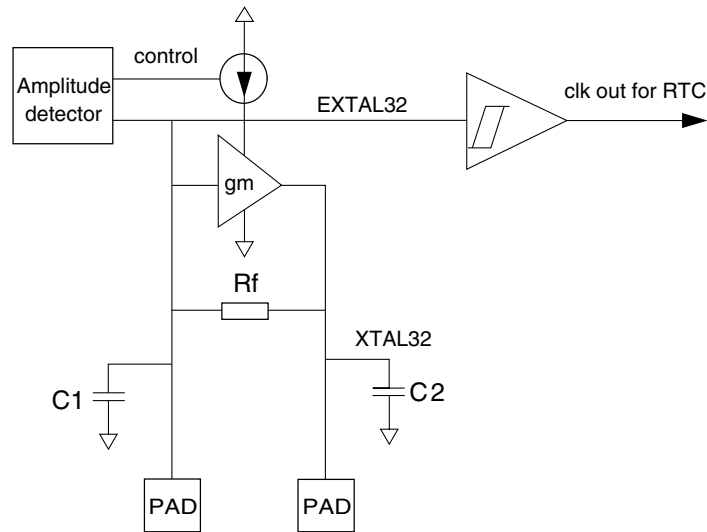 control
Amplitude
detector
EXTAL32
clk out for RTC
gm
Rf
XTAL32
C1
C2
PAD
PAD